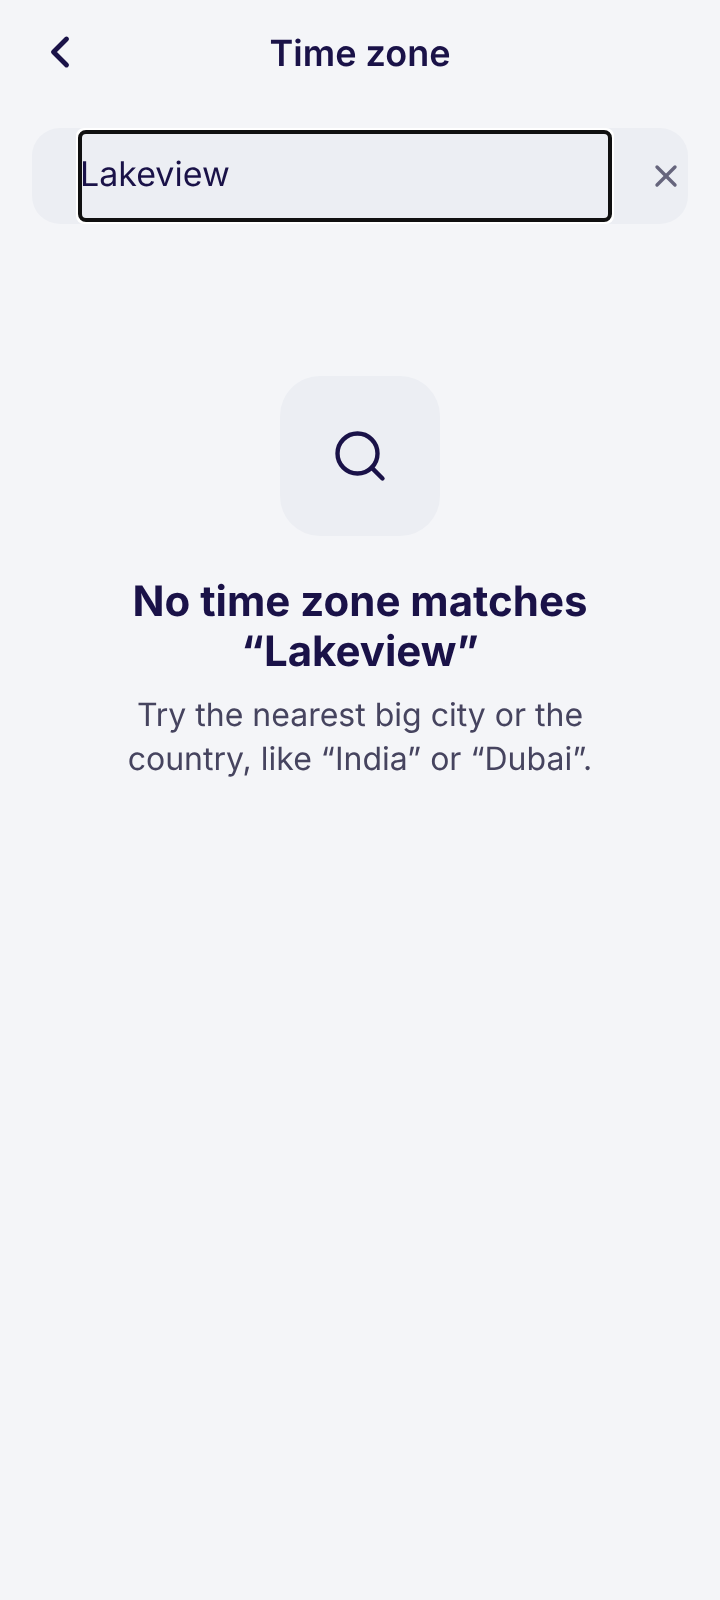 Time zone
Lakeview
No time zone matches
“Lakeview”
Try the nearest big city or the
country, like “India” or “Dubai”.